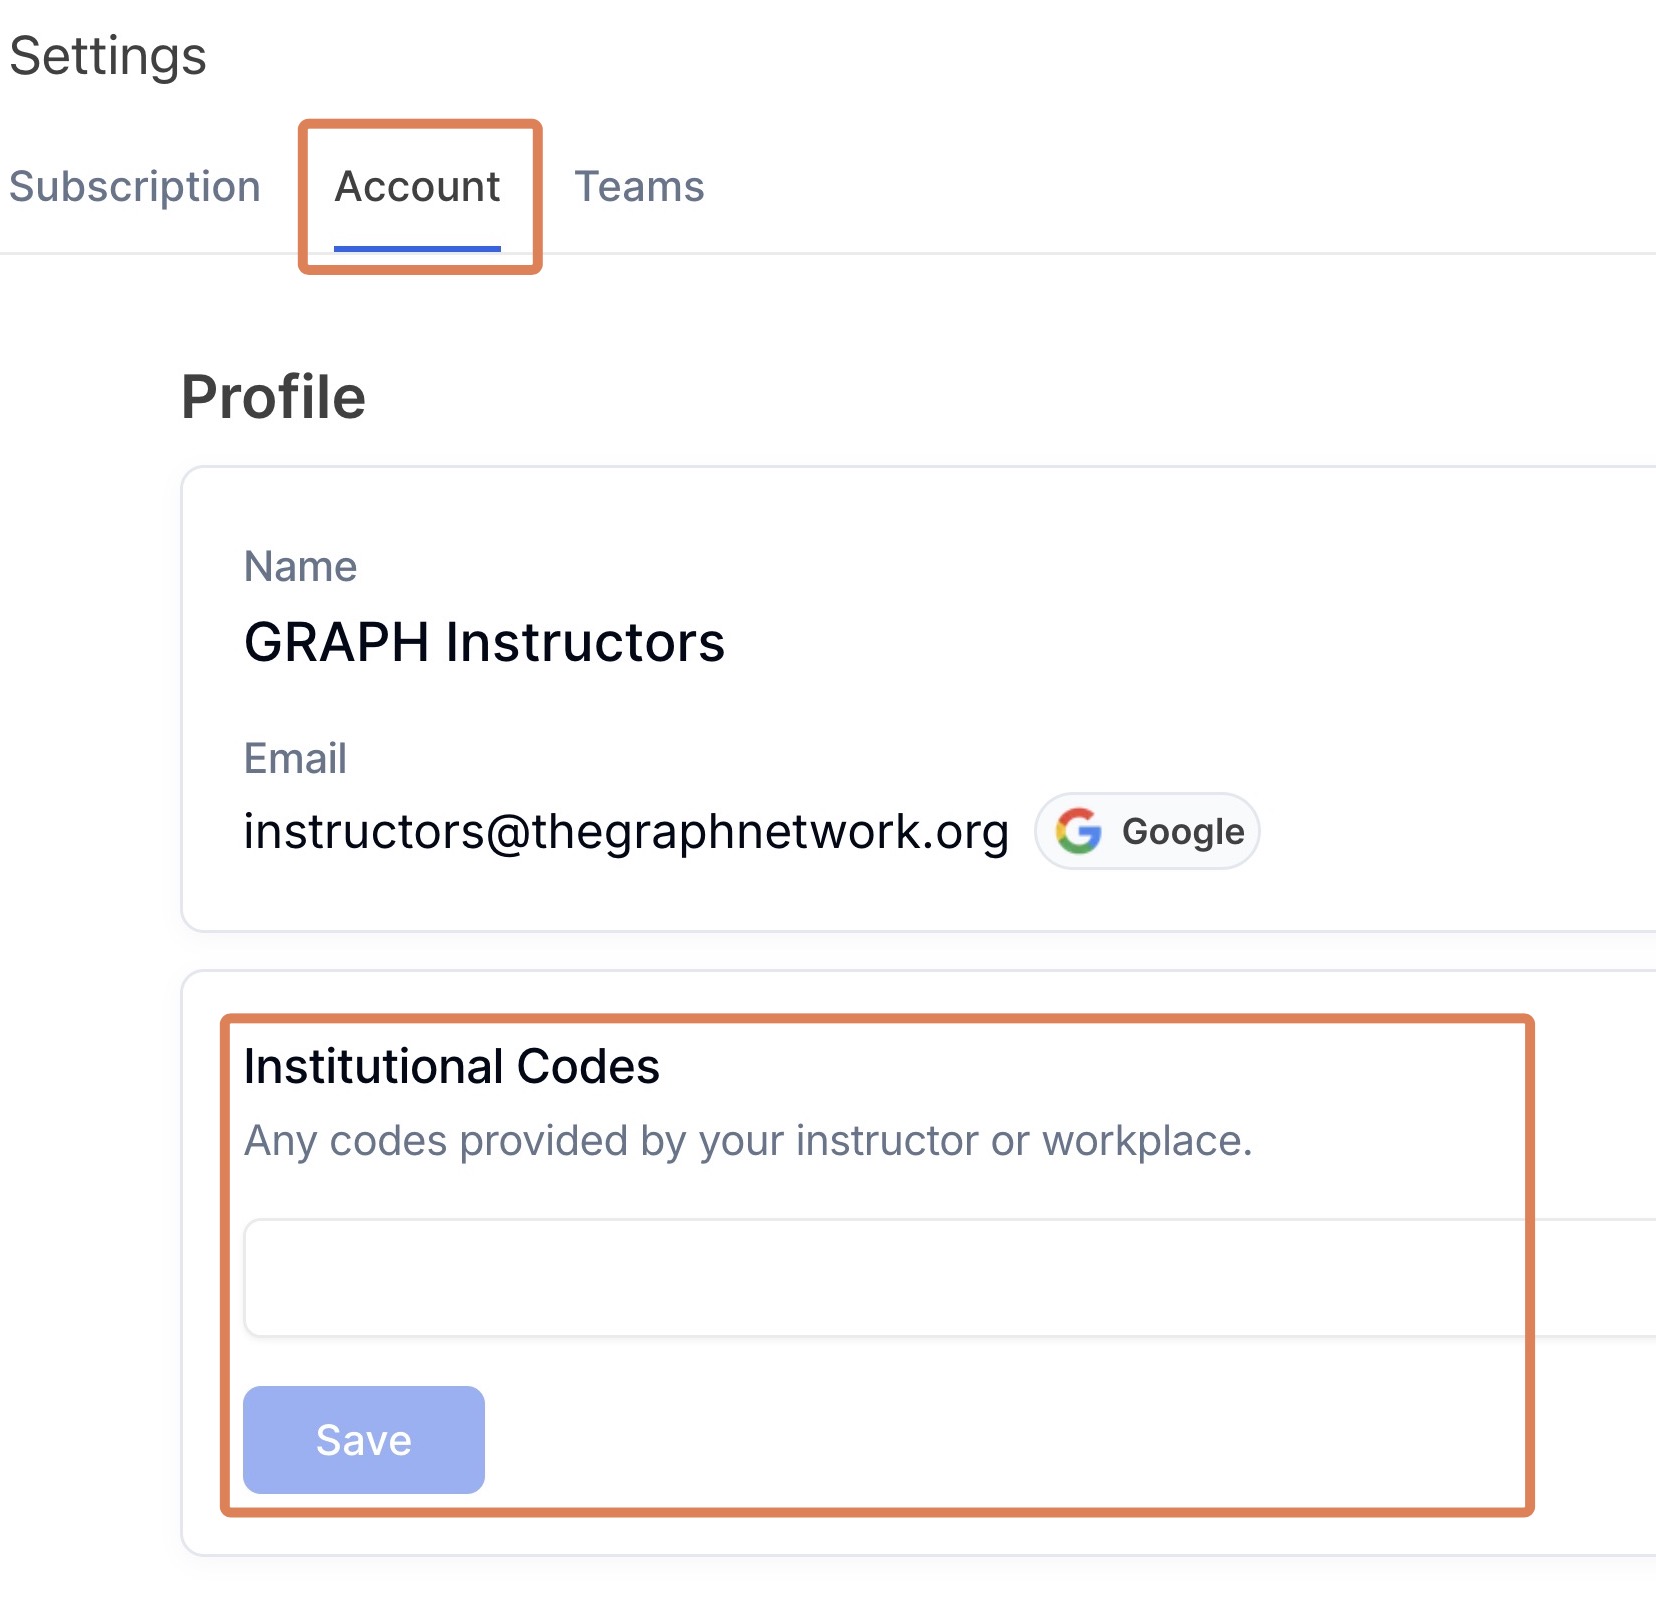 Settings
Subscription Account Teams
Profile
Name
GRAPH Instructors
Email
instructors@thegraphnetwork.org Google
Institutional Codes
Any codes provided by your instructor or workplace.
Save